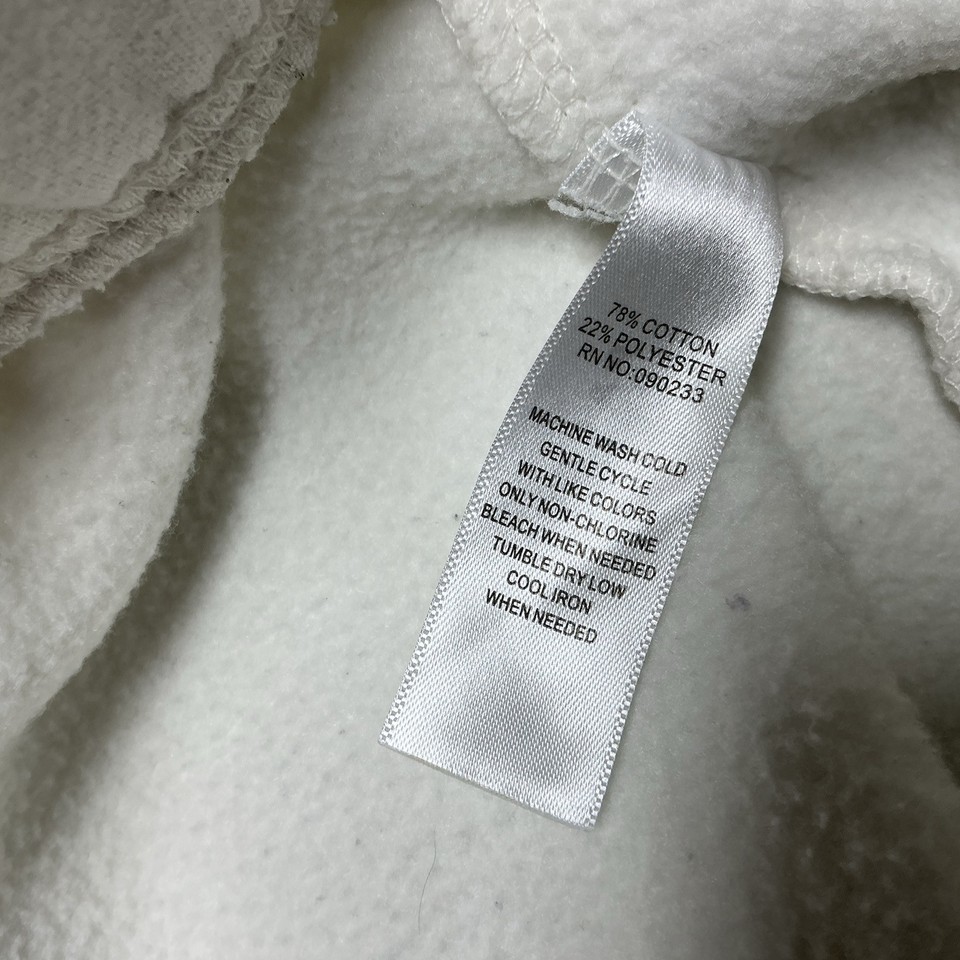 78% COTTON
22% POLYESTER
RN NO:090233
MACHINE WASH COLD
GENTLE CYCLE
WITH LIKE COLORS
ONLY NON-CHLORINE
BLEACH WHEN NEEDED
TUMBLE DRY LOW
COOL IRON
WHEN NEEDED